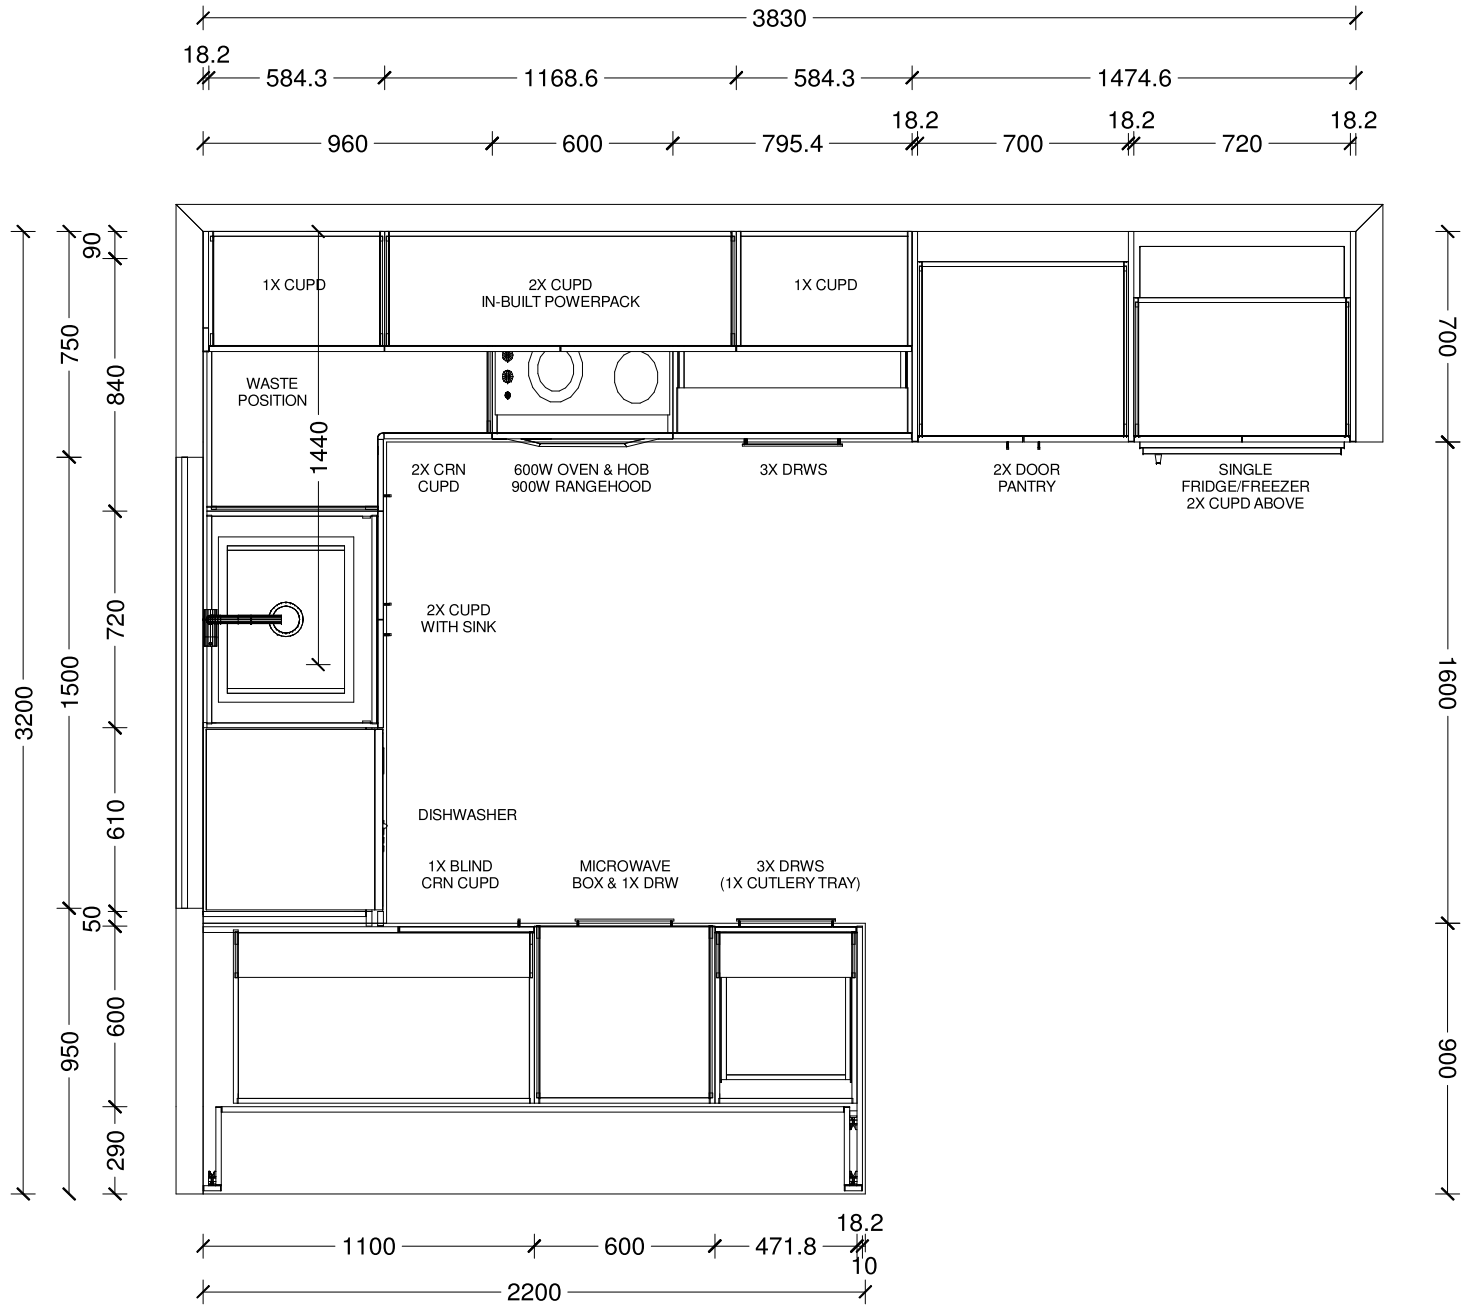 3830
18.2
584.3
1168.6
584.3
1474.6
18.2
18.2
18.2
960
600
795.4
700
720
90
750
840
1440
3200
1500
720
610
50
950
600
290
700
1600
900
1X CUPD
2X CUPD
IN-BUILT POWERPACK
1X CUPD
WASTE
POSITION
2X CRN
CUPD
600W OVEN & HOB
900W RANGEHOOD
3X DRWS
2X DOOR
PANTRY
SINGLE
FRIDGE/FREEZER
2X CUPD ABOVE
2X CUPD
WITH SINK
DISHWASHER
1X BLIND
CRN CUPD
MICROWAVE
BOX & 1X DRW
3X DRWS
(1X CUTLERY TRAY)
18.2
1100
600
471.8
10
2200